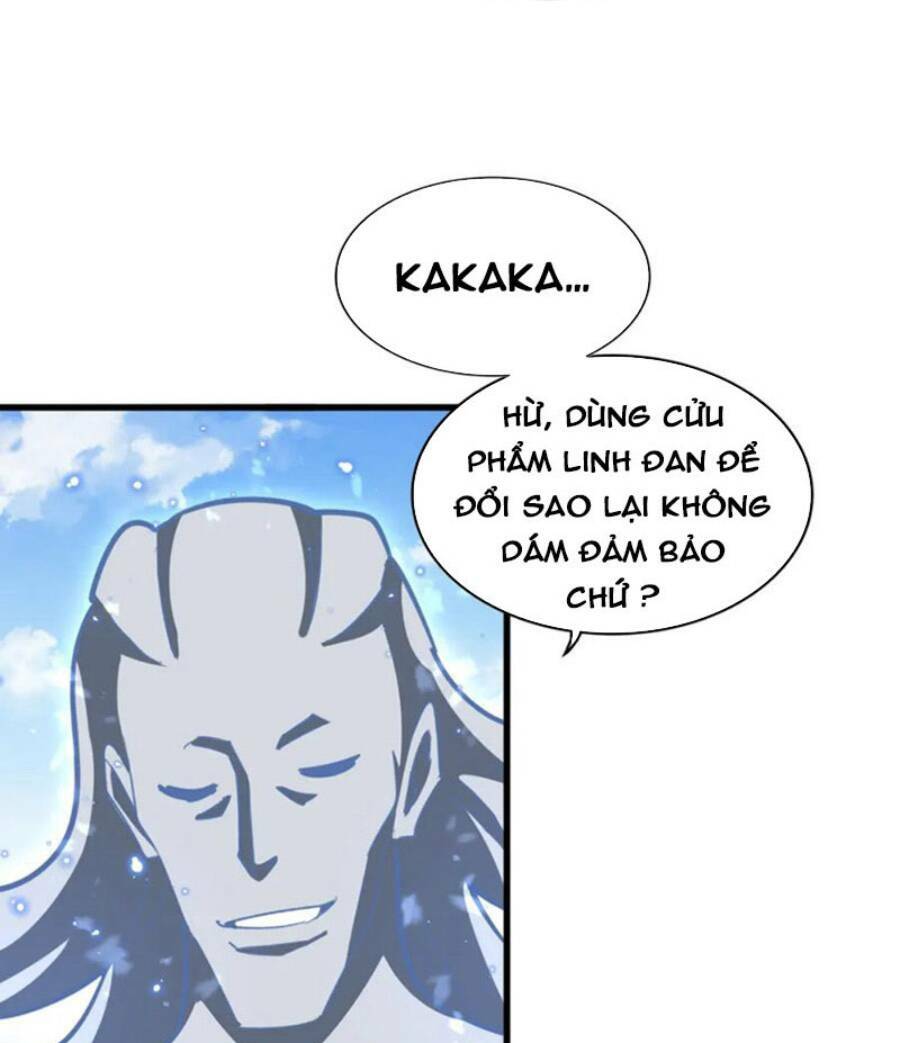 KAKAKA...
HỪ, DÙNG CỬU
PHẨM LINH ĐAN ĐỂ
ĐỔI SAO LẠI KHÔNG
DÁM ĐẢM BẢO
CHỨ ?